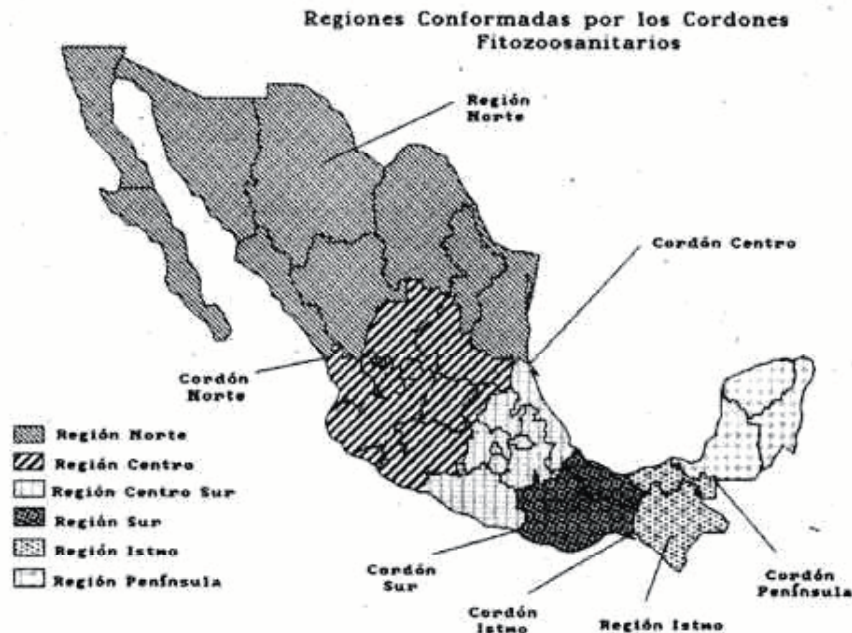 Regiones Conformadas por los Cordones
Fitozoosanitarios
Región
Norte
Cordón Centro
Cordón
Norte
Región Norte
Región Centro
Región Centro Sur
Región Sur
Región Istmo
Región Península
Cordón
Sur
Cordón
Istmo
Región Istmo
Cordón
Península